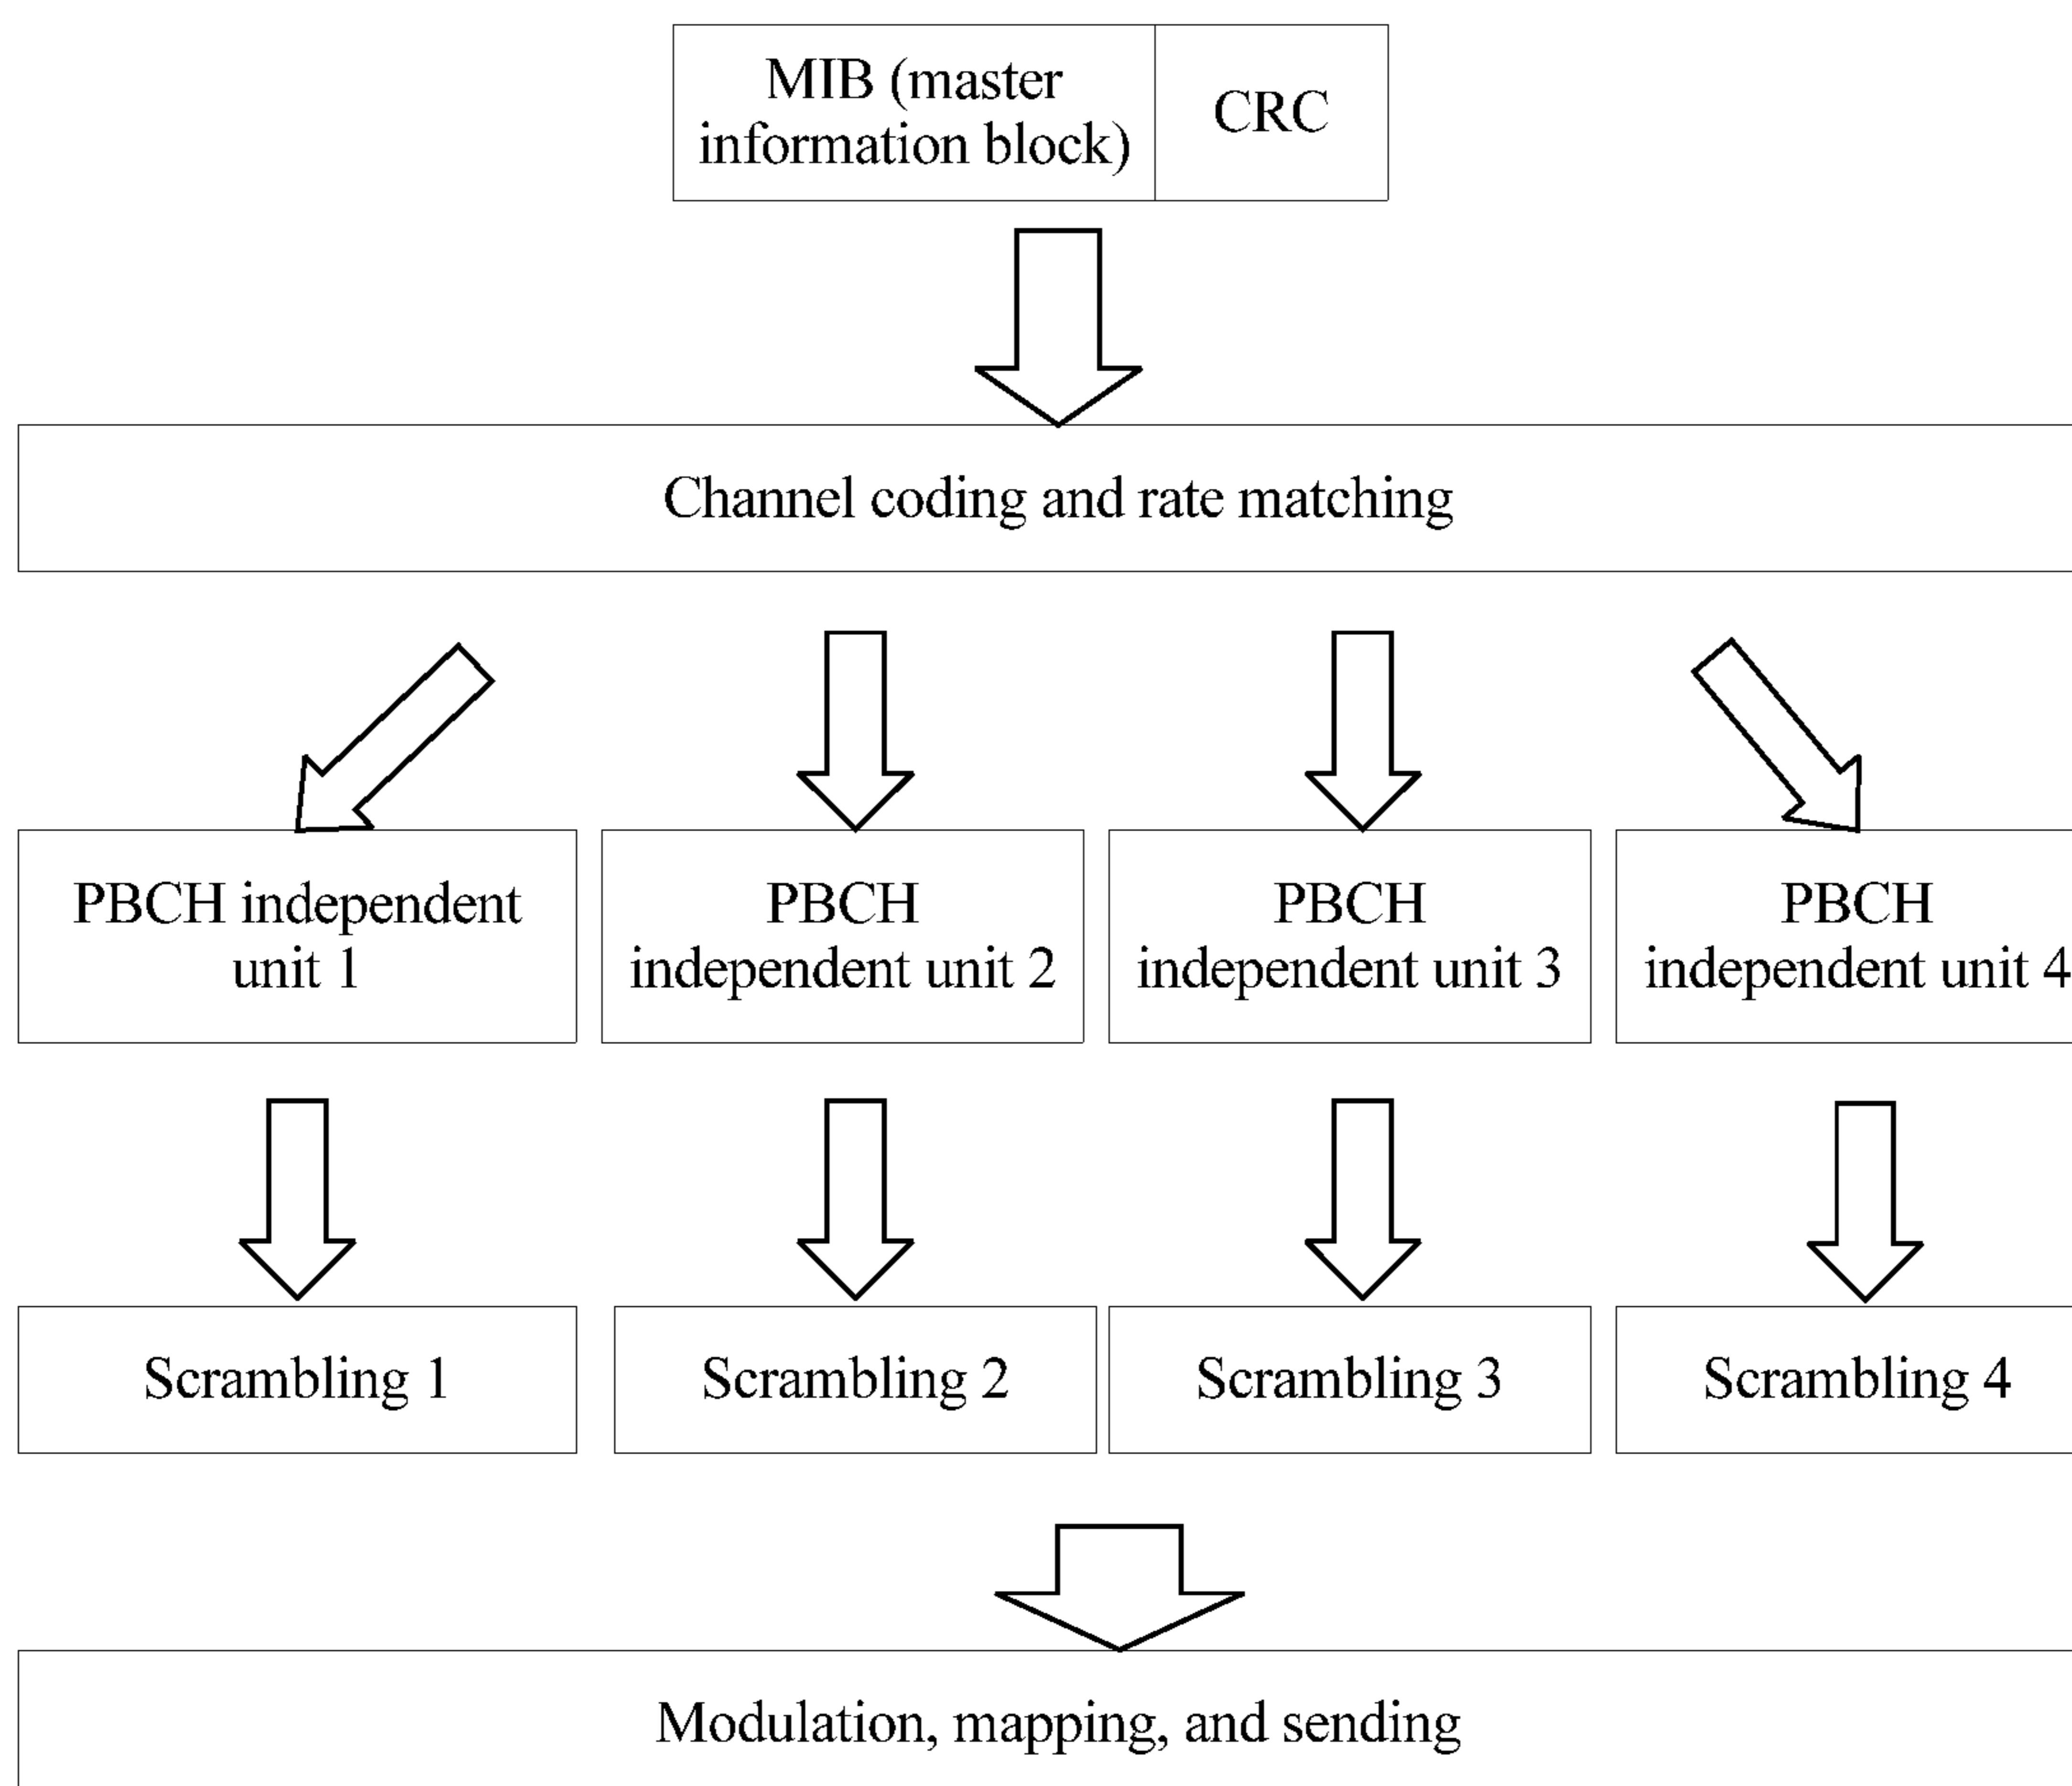 MIB (master
information block)
CRC
Channel coding and rate matching
PBCH independent
unit 1
PBCH
independent unit 2
PBCH
independent unit 3
PBCH
independent unit 4
Scrambling 1
Scrambling 2
Scrambling 3
Scrambling 4
Modulation, mapping, and sending